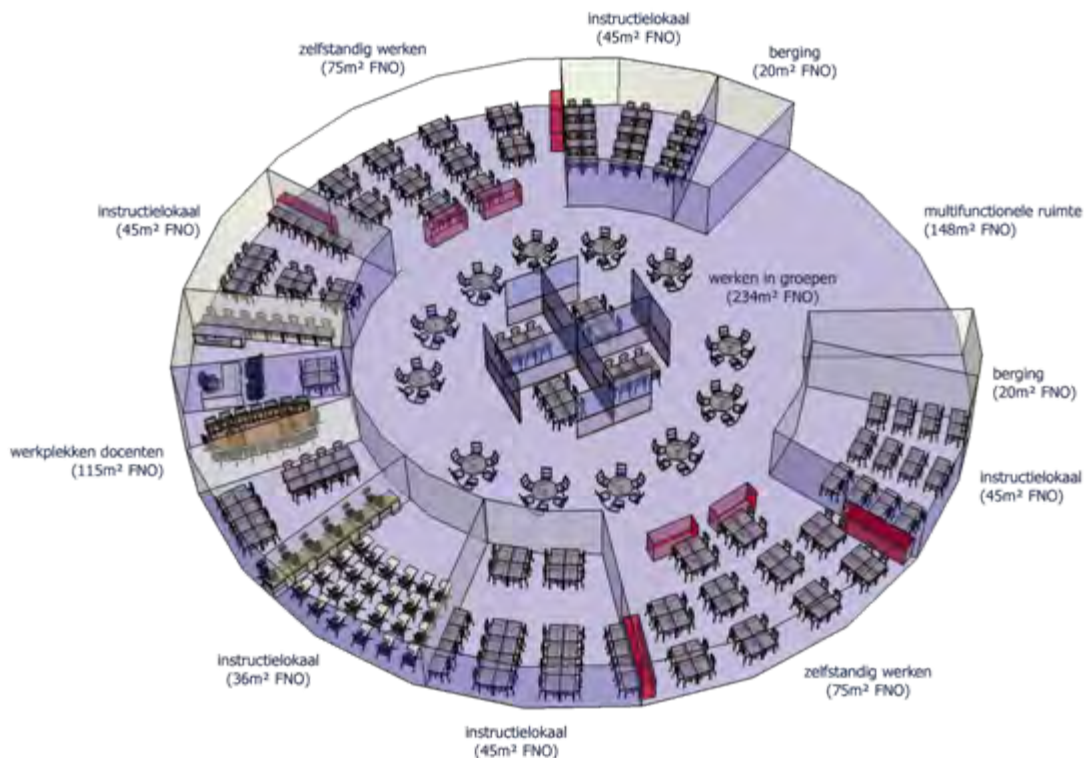 instructielokaal
(45m² FNO)
zelfstandig werken
(75m² FNO)
berging
(20m² FNO)
instructielokaal
(45m² FNO)
multifunctionele ruimte
(148m² FNO)
werken in groepen
(234m² FNO)
berging
(20m² FNO)
werkplekken docenten
(115m² FNO)
instructielokaal
(45m² FNO)
instructielokaal
(36m² FNO)
zelfstandig werken
(75m² FNO)
instructielokaal
(45m² FNO)